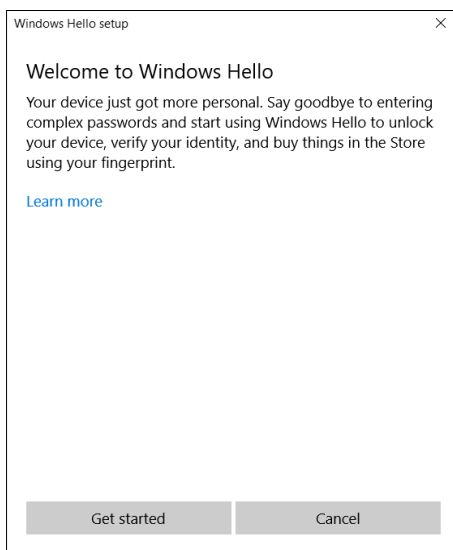 Windows Hello setup
Welcome to Windows Hello
Your device just got more personal. Say goodbye to entering
complex passwords and start using Windows Hello to unlock
your device, verify your identity, and buy things in the Store
using your fingerprint.
Learn more
Get started
Cancel